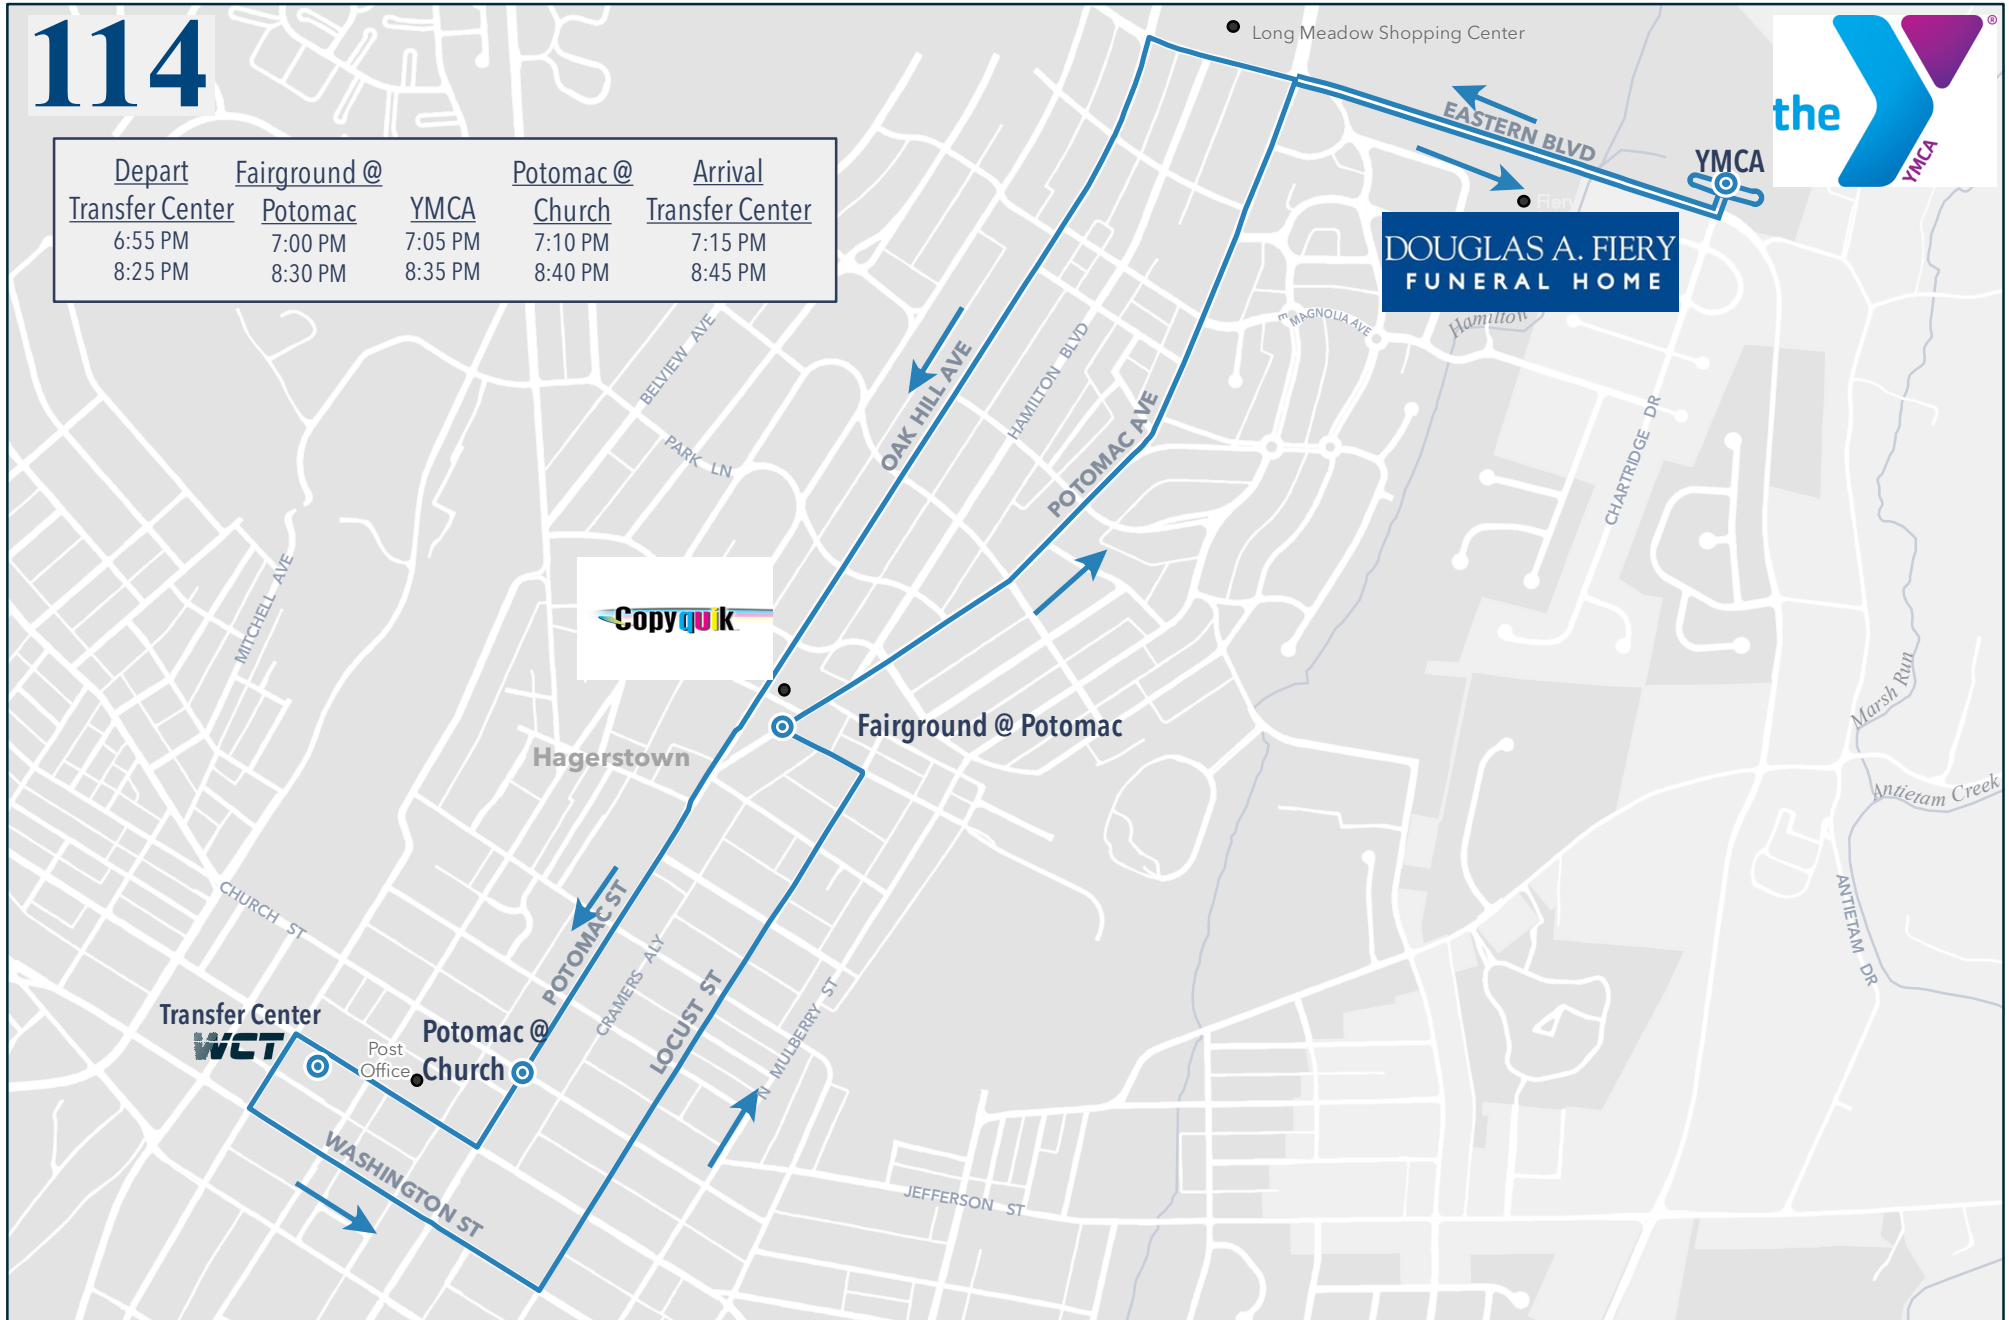 114
Long Meadow Shopping Center
the
YMCA
®
Depart
Transfer Center
Fairground @
Potomac
YMCA
Potomac @
Church
Arrival
Transfer Center
6:55 PM 7:00 PM 7:05 PM 7:10 PM 7:15 PM
8:25 PM 8:30 PM 8:35 PM 8:40 PM 8:45 PM
EASTERN BLVD
YMCA
Fiery
DOUGLAS A. FIERY
FUNERAL HOME
Hamilton
E MAGNOLIA AVE
BELVIEW AVE
PARK LN
OAK HILL AVE
HAMILTON BLVD
POTOMAC AVE
CHARTRIDGE DR
MITCHELL AVE
Copyquik
Marsh Run
Fairground @ Potomac
Hagerstown
Antietam Creek
CHURCH ST
POTOMAC ST
CRAMERS ALY
LOCUST ST
N MULBERRY ST
ANTIETAM DR
Transfer Center
WCT
Post
Office
Potomac @
Church
WASHINGTON ST
JEFFERSON ST